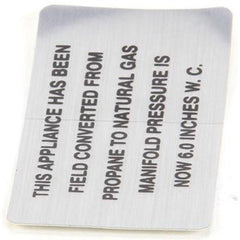 THIS APPLIANCE HAS BEEN
FIELD CONVERTED FROM
PROPANE TO NATURAL GAS
MANIFOLD PRESSURE IS
NOW 6.0 INCHES W. C.